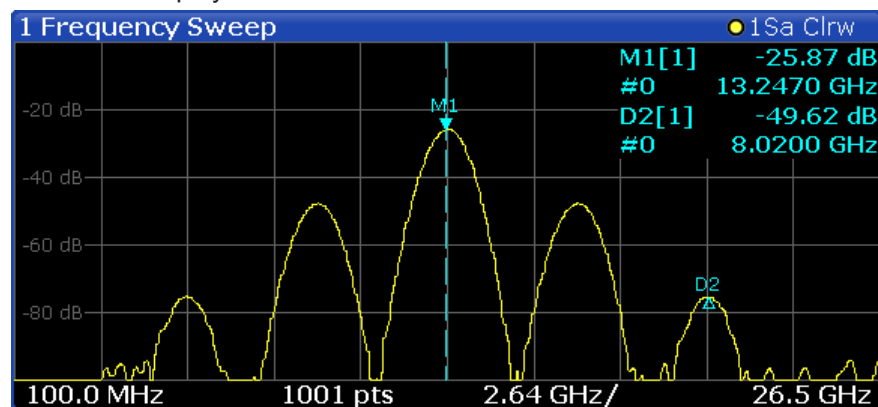 1 Frequency Sweep 1Sa Clrw
M1[1] -25.87 dB
#0 13.2470 GHz
D2[1] -49.62 dB
#0 8.0200 GHz
-20 dB
M1
-40 dB
-60 dB
D2
-80 dB
100.0 MHz 1001 pts 2.64 GHz/ 26.5 GHz